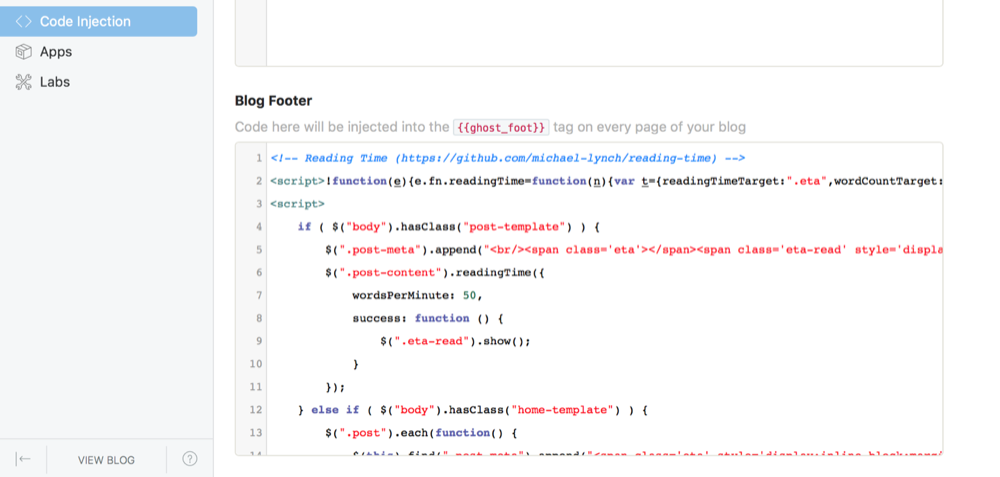 Code Injection
Apps
Labs
Blog Footer
Code here will be injected into the {{ghost_foot}} tag on every page of your blog
1 <!-- Reading Time (https://github.com/michael-lynch/reading-time) -->
2 <script>!function(e){e.fn.readingTime=function(n){var t={readingTimeTarget:".eta",wordCountTarget:
3 <script>
4 if ( $("body").hasClass("post-template") ) {
5 $(".post-meta").append("<br/><span class='eta'></span><span class='eta-read' style='displa
6 $(".post-content").readingTime({
7 wordsPerMinute: 50,
8 success: function () {
9 $(".eta-read").show();
10 }
11 });
12 } else if ( $("body").hasClass("home-template") ) {
13 $(".post").each(function() {
VIEW BLOG